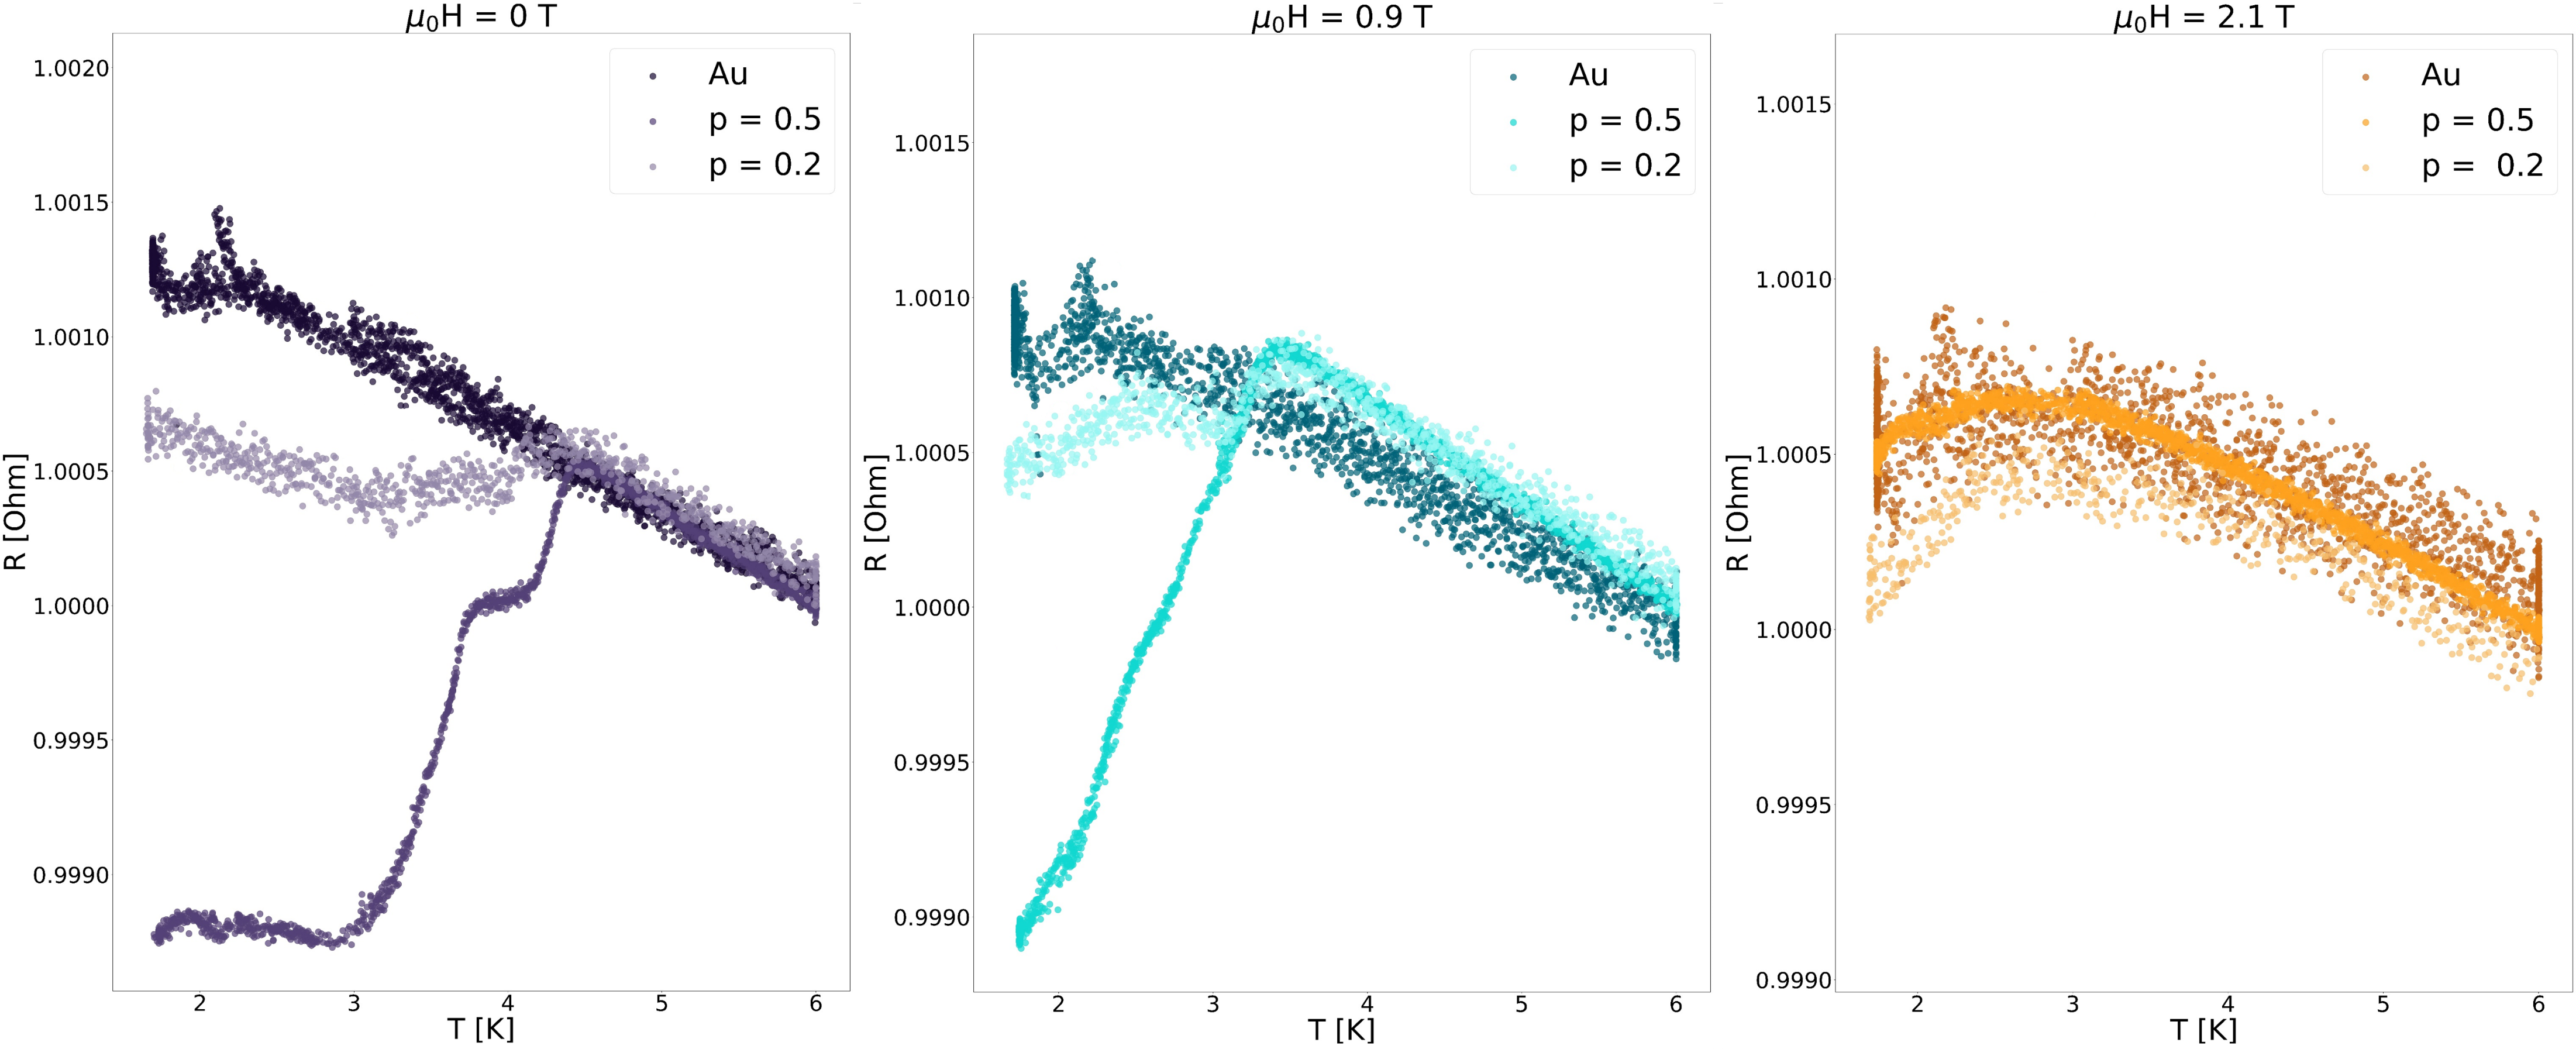 μ₀H = 0 T
Au
p = 0.5
p = 0.2
1.0020
1.0015
1.0010
1.0005
1.0000
0.9995
0.9990
R [Ohm]
2 3 4 5 6
T [K]
μ₀H = 0.9 T
Au
p = 0.5
p = 0.2
1.0015
1.0010
1.0005
1.0000
0.9995
0.9990
R [Ohm]
2 3 4 5 6
T [K]
μ₀H = 2.1 T
Au
p = 0.5
p =  0.2
1.0015
1.0010
1.0005
1.0000
0.9995
0.9990
R [Ohm]
2 3 4 5 6
T [K]